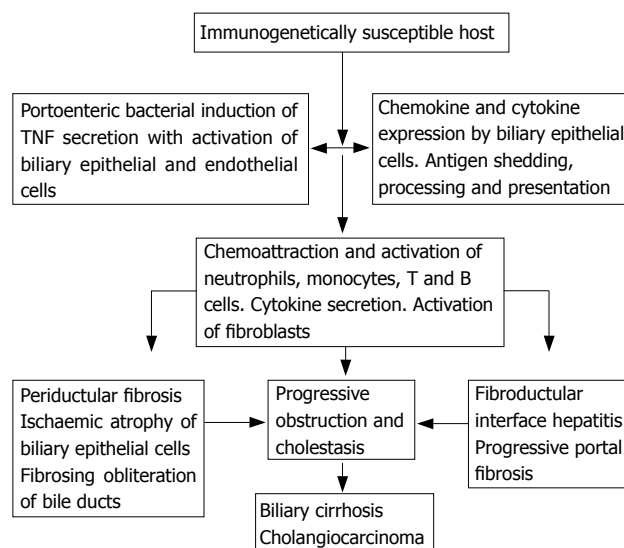 Immunogenetically susceptible host
Portoenteric bacterial induction of
TNF secretion with activation of
biliary epithelial and endothelial
cells
Chemokine and cytokine
expression by biliary epithelial
cells. Antigen shedding,
processing and presentation
Chemoattraction and activation of
neutrophils, monocytes, T and B
cells. Cytokine secretion. Activation
of fibroblasts
Periductular fibrosis
Ischaemic atrophy of
biliary epithelial cells
Fibrosing obliteration
of bile ducts
Progressive
obstruction and
cholestasis
Fibroductular
interface hepatitis
Progressive portal
fibrosis
Biliary cirrhosis
Cholangiocarcinoma